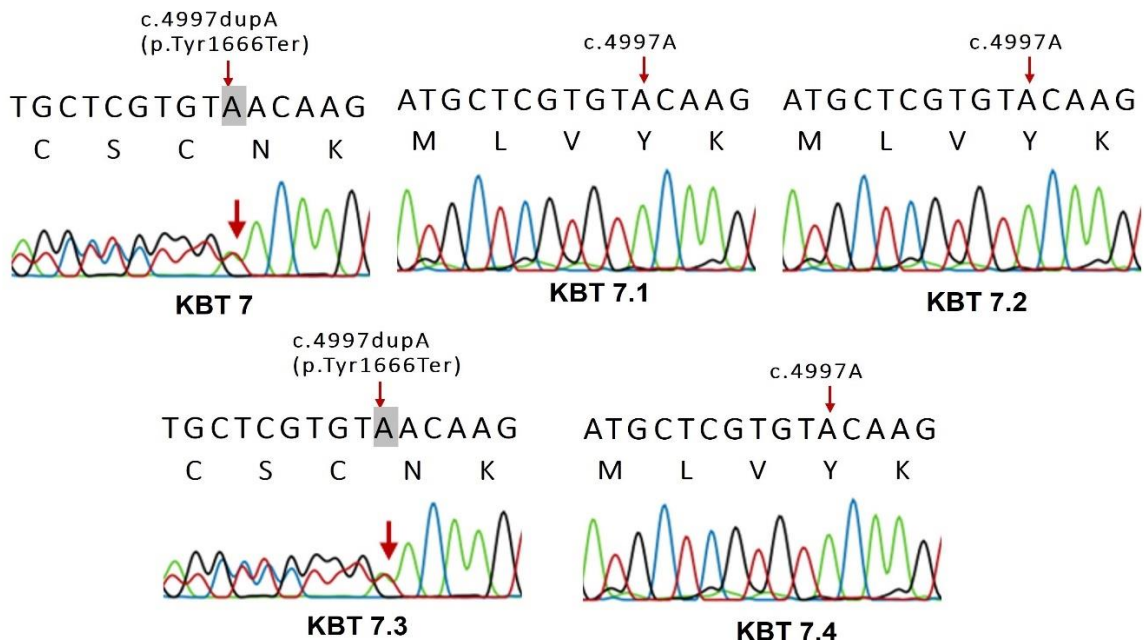 c.4997dupA
(p.Tyr1666Ter)
TGCTCGTGTAACAAG
C S C N K
KBT 7
c.4997A
ATGCTCGTGTACAAG
M L V Y K
KBT 7.1
c.4997A
ATGCTCGTGTACAAG
M L V Y K
KBT 7.2
c.4997dupA
(p.Tyr1666Ter)
TGCTCGTGTAACAAG
C S C N K
KBT 7.3
c.4997A
ATGCTCGTGTACAAG
M L V Y K
KBT 7.4